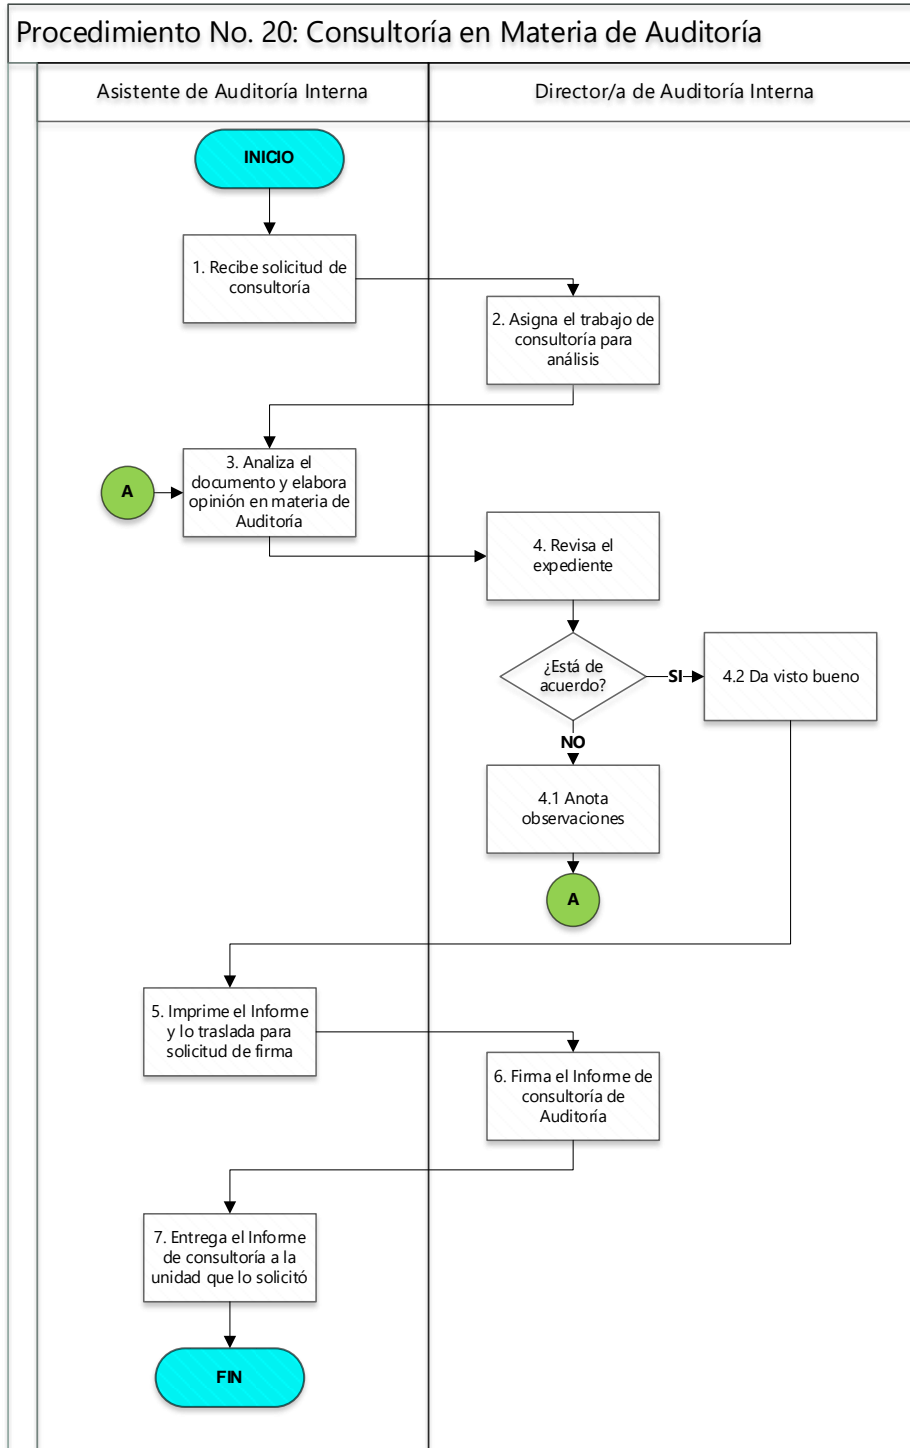 Procedimiento No. 20: Consultoría en Materia de Auditoría
Asistente de Auditoría Interna
Director/a de Auditoría Interna
INICIO
1. Recibe solicitud de
consultoría
2. Asigna el trabajo de
consultoría para
análisis
3. Analiza el
documento y elabora
opinión en materia de
Auditoría
A
4. Revisa el
expediente
¿Está de
acuerdo?
SI
4.2 Da visto bueno
NO
4.1 Anota
observaciones
A
5. Imprime el Informe
y lo traslada para
solicitud de firma
6. Firma el Informe de
consultoría de
Auditoría
7. Entrega el Informe
de consultoría a la
unidad que lo solicitó
FIN